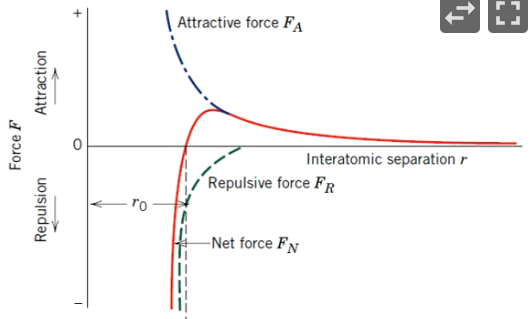 +
Attractive force F_A
Force F
Attraction
0
Interatomic separation r
Repulsive force F_R
r_0
Repulsion
Net force F_N
–